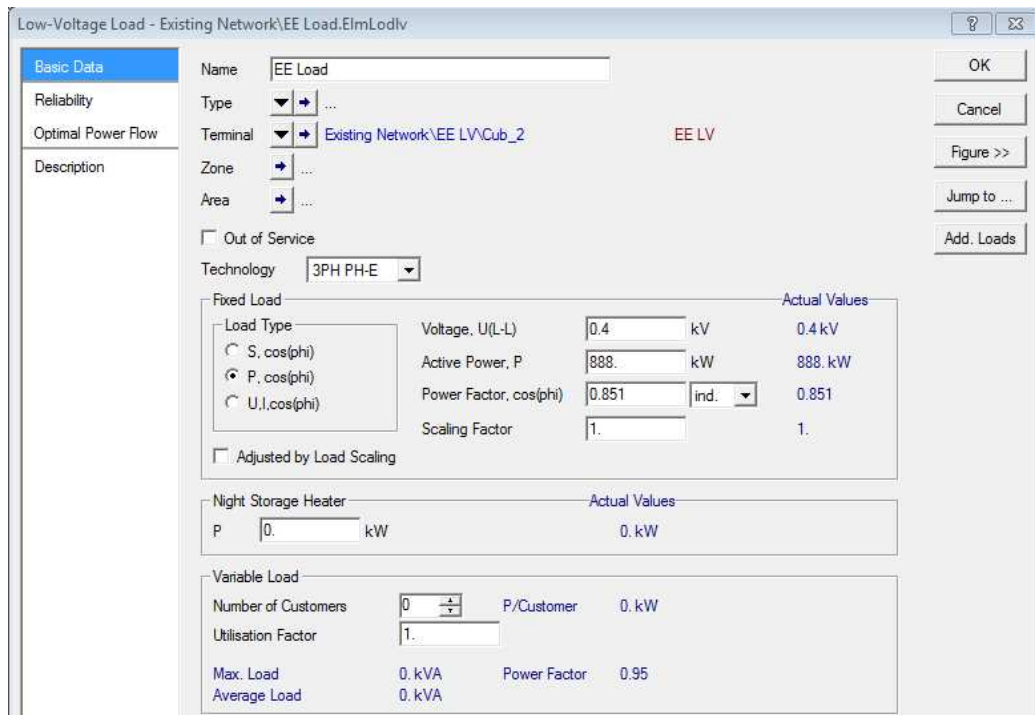 Low-Voltage Load - Existing Network\EE Load.ElmLodlv
Basic Data
Reliability
Optimal Power Flow
Description
Name EE Load
Type ...
Terminal Existing Network\EE LV\Cub_2 EE LV
Zone ...
Area ...
Out of Service
Technology 3PH PH-E
OK
Cancel
Figure >>
Jump to ...
Add. Loads
Fixed Load Actual Values
Load Type
S, cos(phi)
P, cos(phi)
U,I,cos(phi)
Voltage, U(L-L) 0.4 kV 0.4 kV
Active Power, P 888. kW 888. kW
Power Factor, cos(phi) 0.851 ind. 0.851
Scaling Factor 1. 1.
Adjusted by Load Scaling
Night Storage Heater Actual Values
P 0. kW 0. kW
Variable Load
Number of Customers 0 P/Customer 0. kW
Utilisation Factor 1.
Max. Load 0. kVA Power Factor 0.95
Average Load 0. kVA